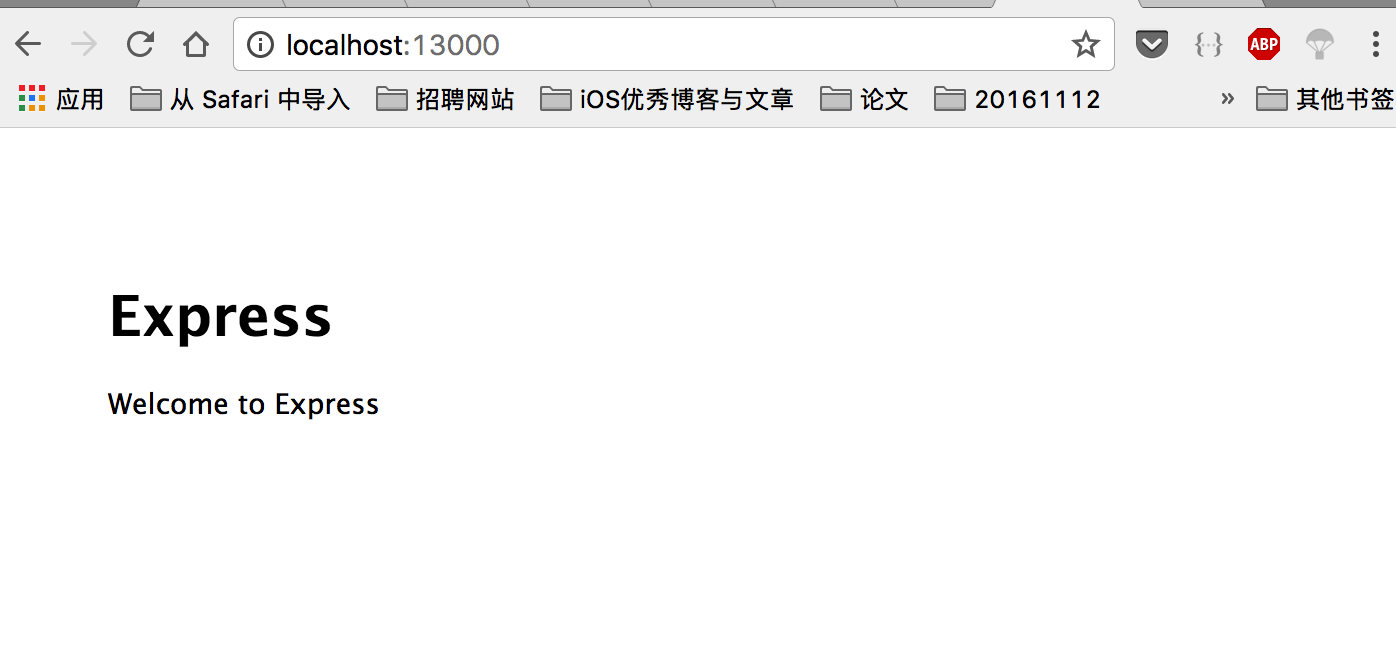 localhost:13000
ABP
应用 从 Safari 中导入 招聘网站 iOS优秀博客与文章 论文 20161112 » 其他书签
Express
Welcome to Express